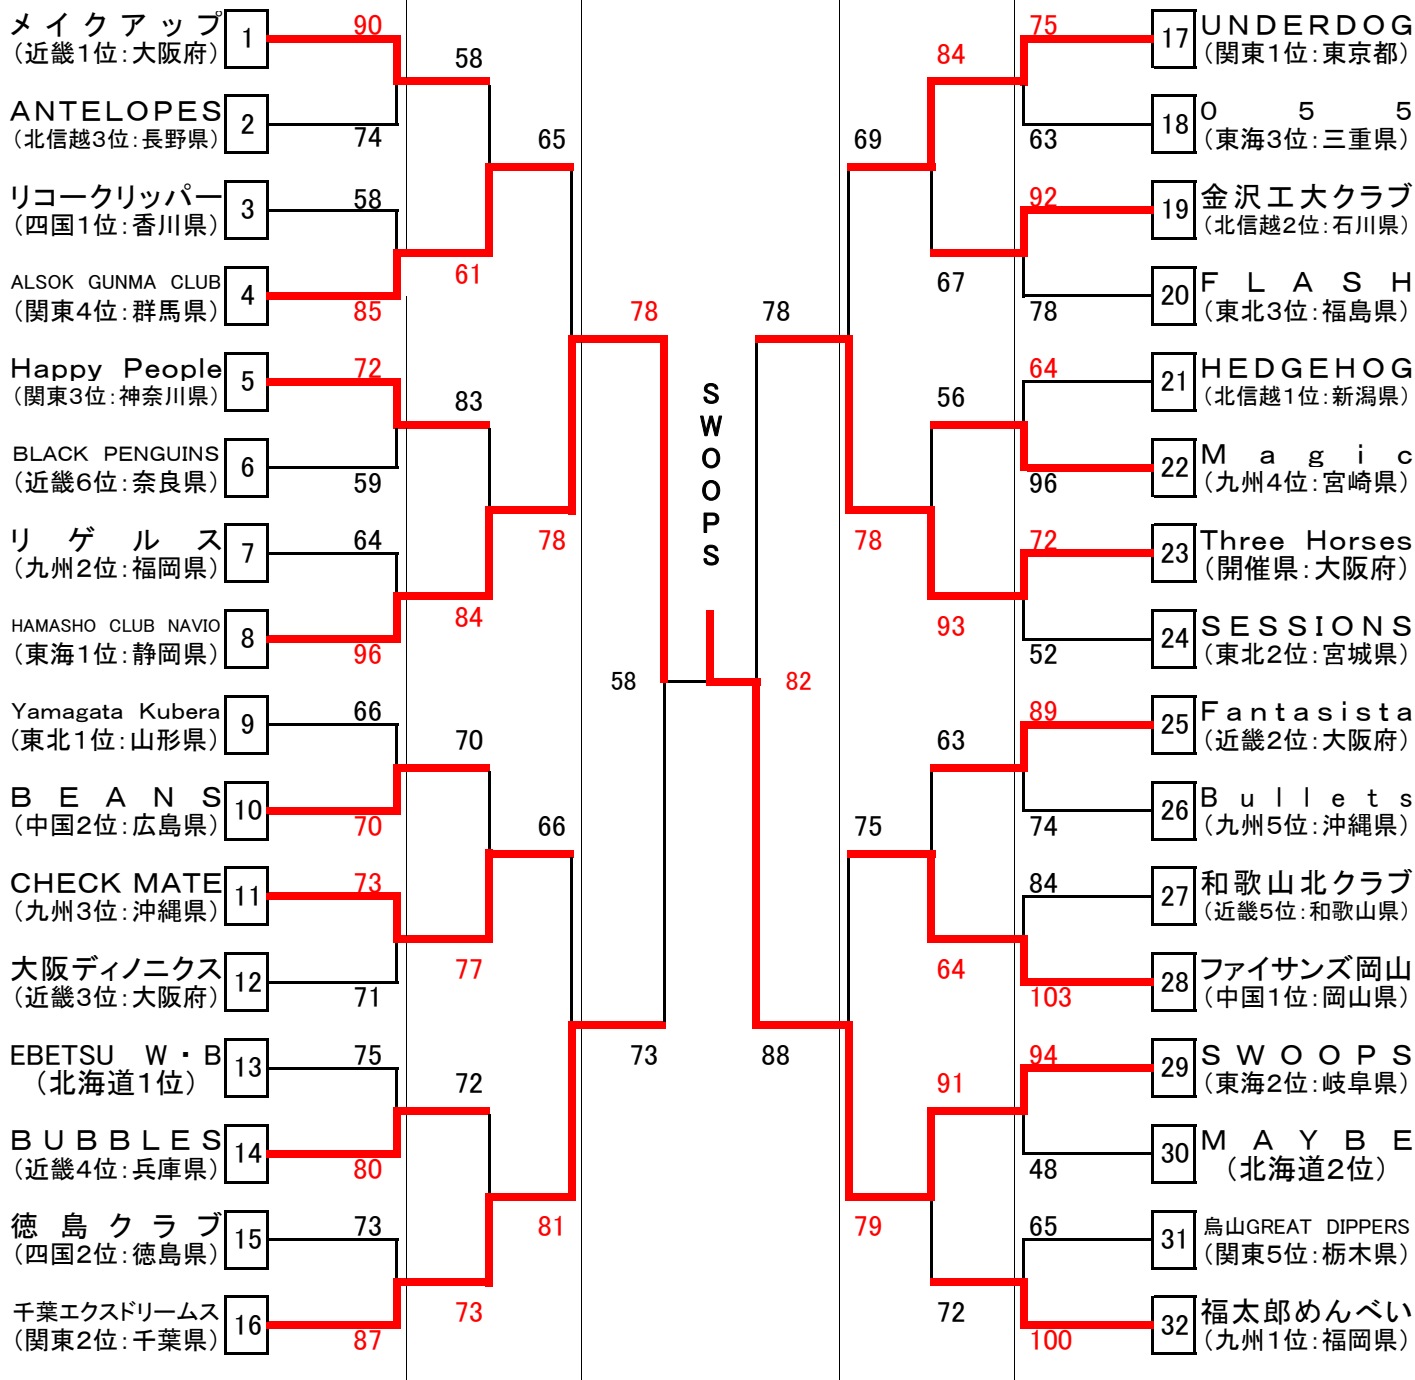 メイクアップ
(近畿1位:大阪府)
1
90
ANTELOPES
(北信越3位:長野県)
2
74
58
リコークリッパー
(四国1位:香川県)
3
58
ALSOK GUNMA CLUB
(関東4位:群馬県)
4
85
61
65
Happy People
(関東3位:神奈川県)
5
72
BLACK PENGUINS
(近畿6位:奈良県)
6
59
83
リゲルス
(九州2位:福岡県)
7
64
HAMASHO CLUB NAVIO
(東海1位:静岡県)
8
96
84
78
78
Yamagata Kubera
(東北1位:山形県)
9
66
BEANS
(中国2位:広島県)
10
70
70
CHECK MATE
(九州3位:沖縄県)
11
73
大阪ディノニクス
(近畿3位:大阪府)
12
71
77
66
EBETSU W・B
(北海道1位)
13
75
BUBBLES
(近畿4位:兵庫県)
14
80
72
徳島クラブ
(四国2位:徳島県)
15
73
千葉エクスドリームス
(関東2位:千葉県)
16
87
73
81
73
58
SWOOPS
82
78
88
UNDERDOG
(関東1位:東京都)
17
75
055
(東海3位:三重県)
18
63
84
金沢工大クラブ
(北信越2位:石川県)
19
92
FLASH
(東北3位:福島県)
20
78
67
69
HEDGEHOG
(北信越1位:新潟県)
21
64
Magic
(九州4位:宮崎県)
22
96
56
Three Horses
(開催県:大阪府)
23
72
SESSIONS
(東北2位:宮城県)
24
52
93
78
Fantasista
(近畿2位:大阪府)
25
89
Bullets
(九州5位:沖縄県)
26
74
63
和歌山北クラブ
(近畿5位:和歌山県)
27
84
ファイサンズ岡山
(中国1位:岡山県)
28
103
64
75
SWOOPS
(東海2位:岐阜県)
29
94
MAYBE
(北海道2位)
30
48
91
烏山GREAT DIPPERS
(関東5位:栃木県)
31
65
福太郎めんべい
(九州1位:福岡県)
32
100
72
79